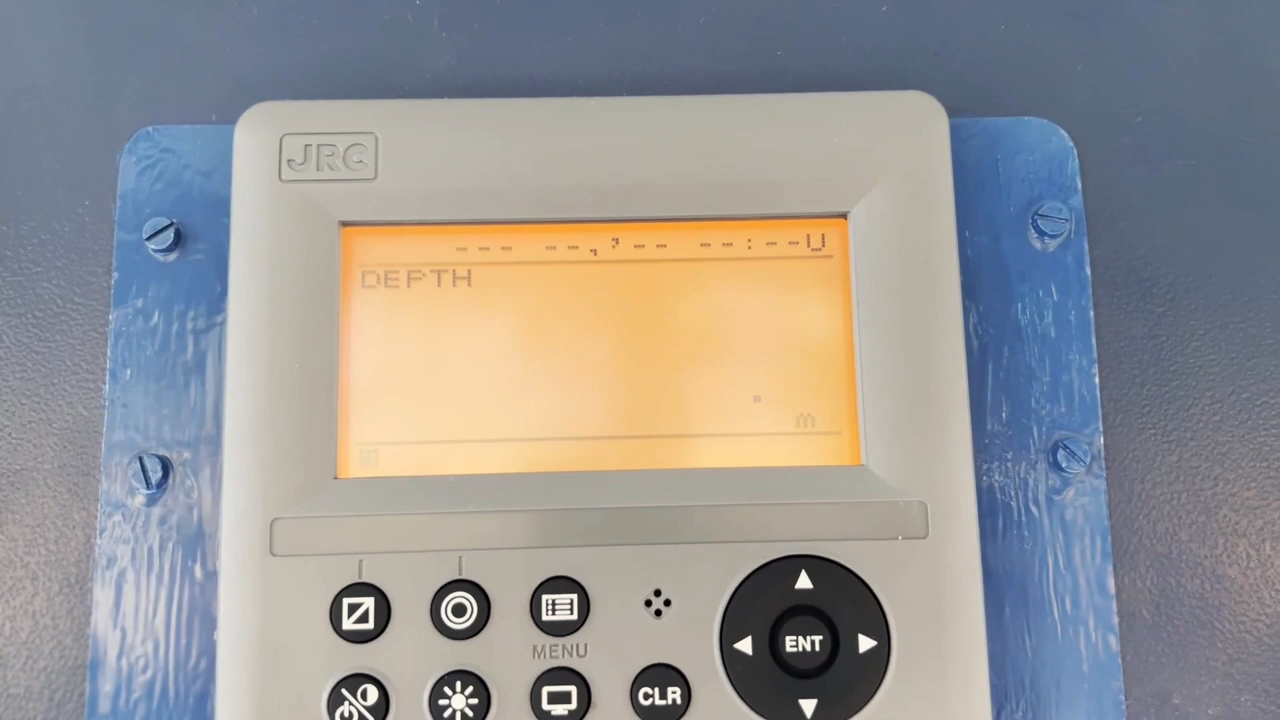 JRC
--- --,'-- --:--U
DEPTH
.
m
MENU
ENT
CLR